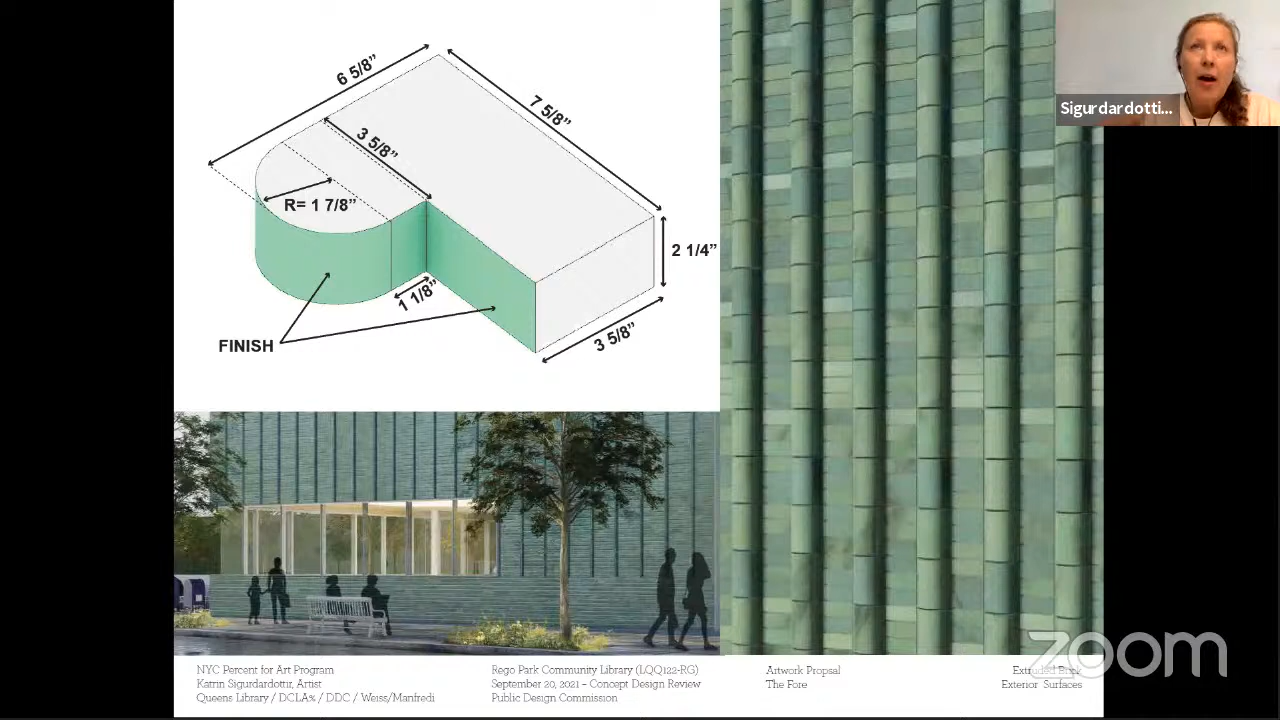 6 5/8”
7 5/8”
3 5/8”
R= 1 7/8”
2 1/4”
1 1/8”
3 5/8”
FINISH
Sigurdardotti...
NYC Percent for Art Program
Katrin Sigurdardottir, Artist
Queens Library / DCLA% / DDC / Weiss/Manfredi
Rego Park Community Library (LQQ122-RG)
September 20, 2021 – Concept Design Review
Public Design Commission
Artwork Propsal
The Fore
Extruded Brick
Exterior Surfaces
zoom